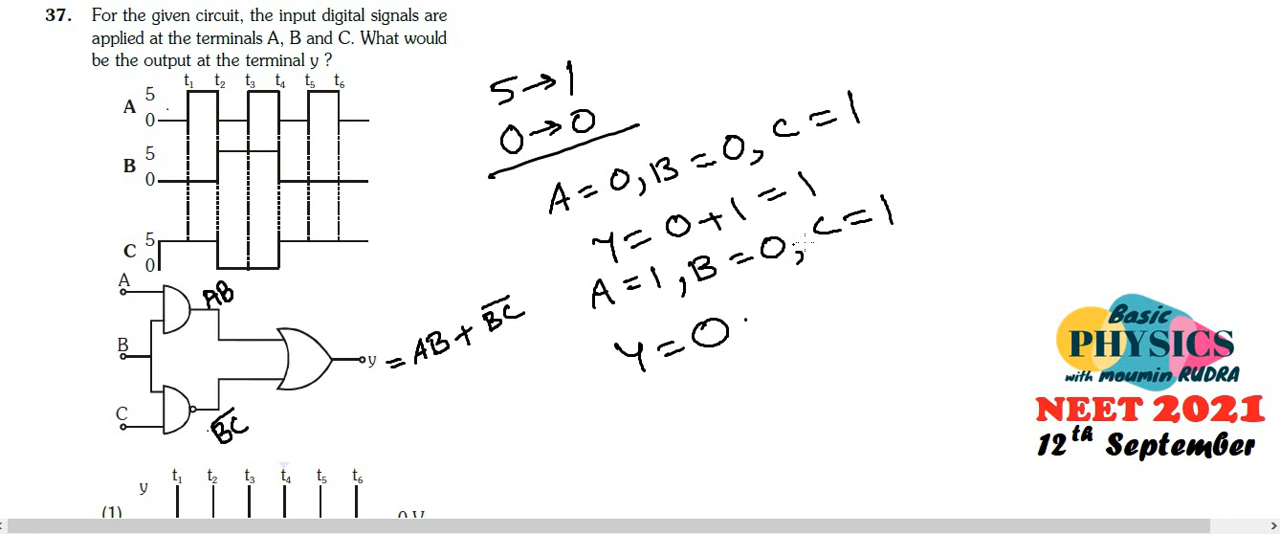 37. For the given circuit, the input digital signals are
applied at the terminals A, B and C. What would
be the output at the terminal y ?
t₁ t₂ t₃ t₄ t₅ t₆
A 5
0
B 5
0
C 5
0
A
B
C
AB
B̅C̅
y = AB + B̅C̅
5 → 1
0 → 0
A = 0, B = 0, C = 1
Y = 0 + 1 = 1
A = 1, B = 0, C = 1
Y = 0
Basic
PHYSICS
with moumin RUDRA
NEET 2021
12th September
t₁ t₂ t₃ t₄ t₅ t₆
y
(1)
0 V